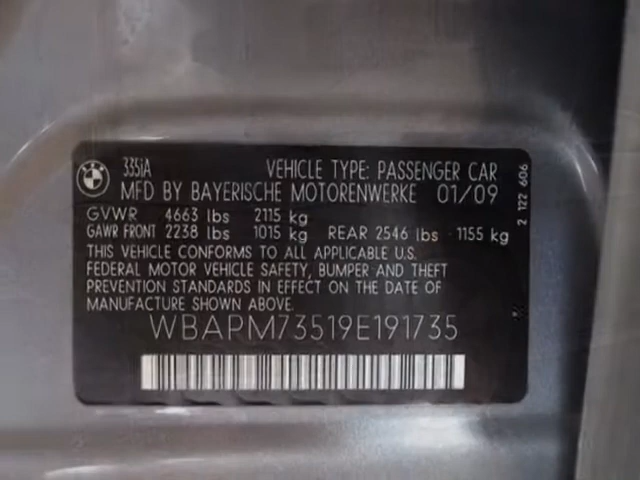 335iA VEHICLE TYPE: PASSENGER CAR
MFD BY BAYERISCHE MOTORENWERKE 01/09
GVWR 4663 lbs 2115 kg
GAWR FRONT 2238 lbs 1015 kg REAR 2546 lbs 1155 kg
THIS VEHICLE CONFORMS TO ALL APPLICABLE U.S.
FEDERAL MOTOR VEHICLE SAFETY, BUMPER AND THEFT
PREVENTION STANDARDS IN EFFECT ON THE DATE OF
MANUFACTURE SHOWN ABOVE.
WBAPM73519E191735
2 122 606